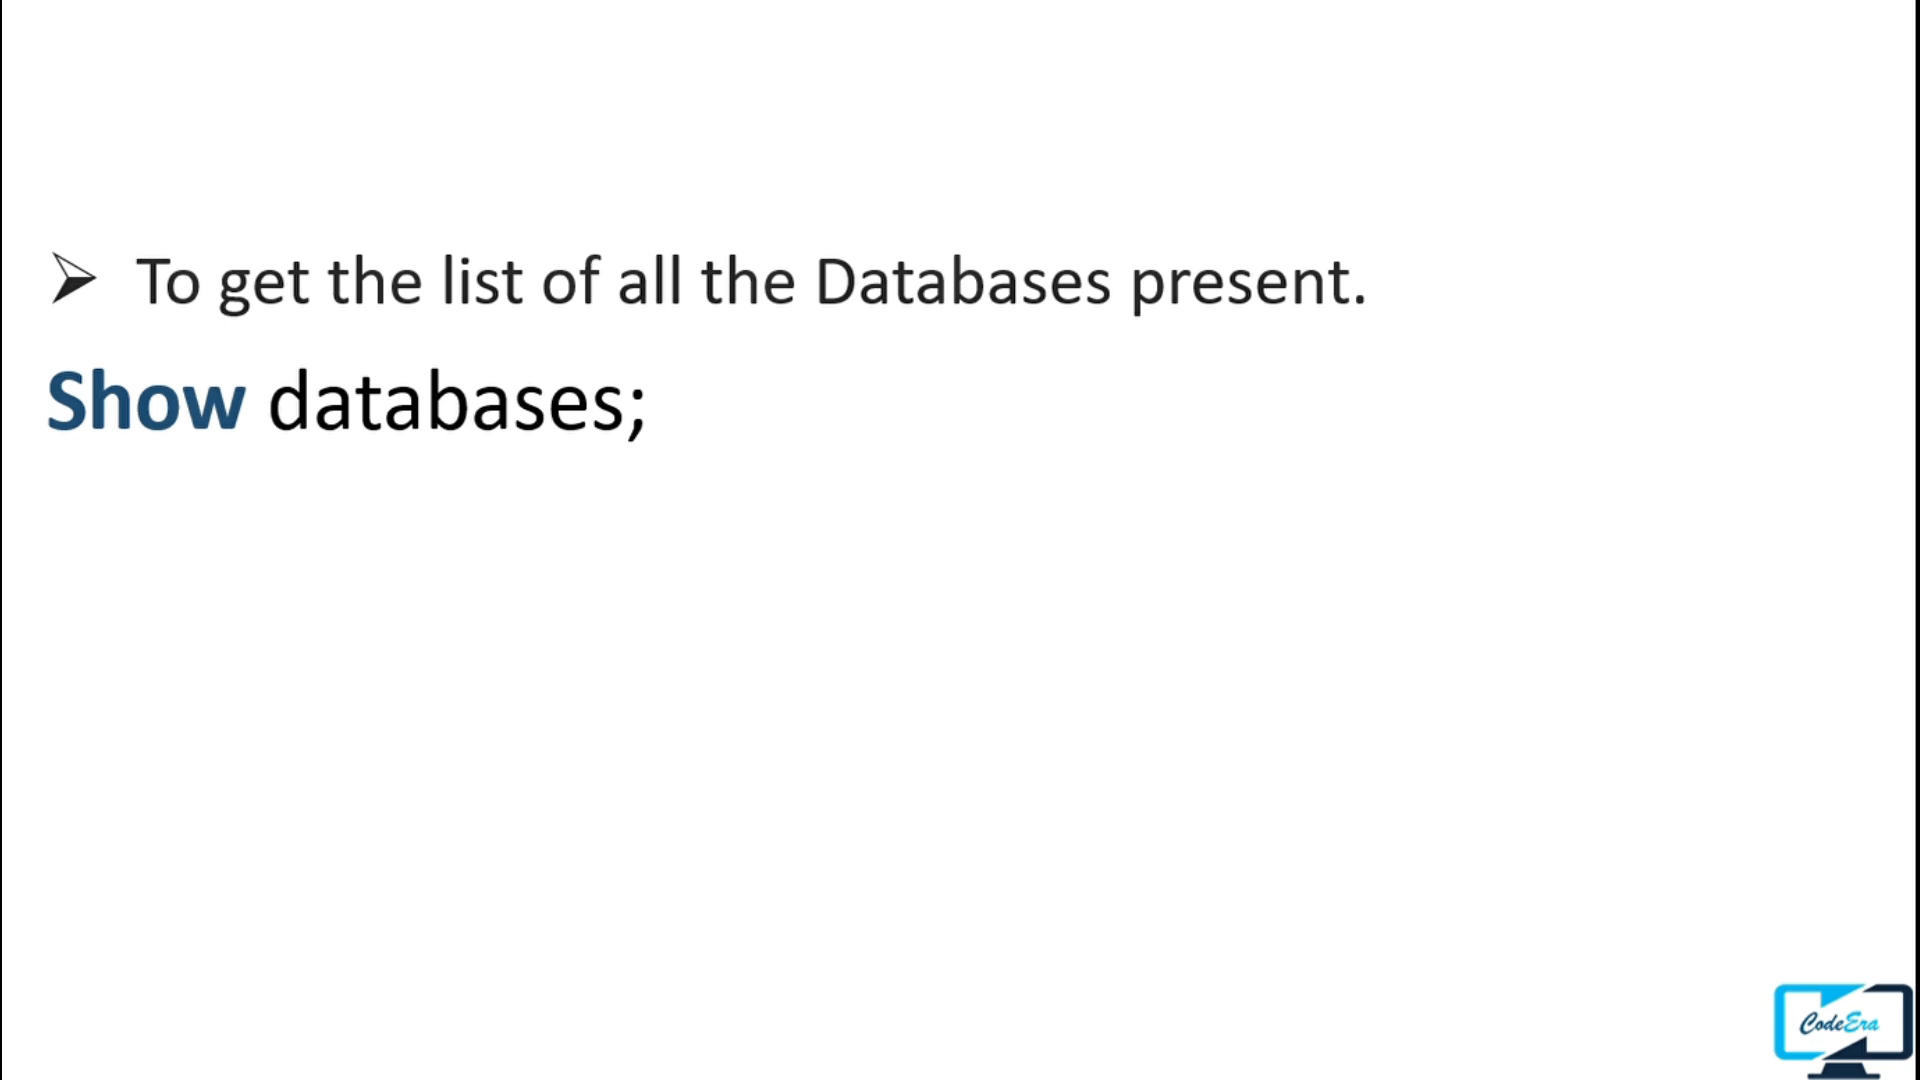 To get the list of all the Databases present.
Show databases;
CodeEra